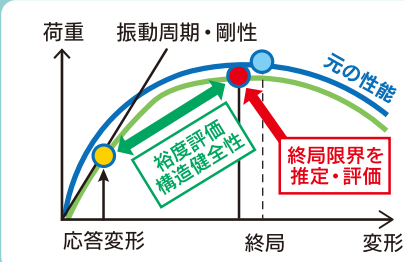 荷重
振動周期・剛性
元の性能
裕度評価
構造健全性
終局限界を
推定・評価
応答変形
終局
変形